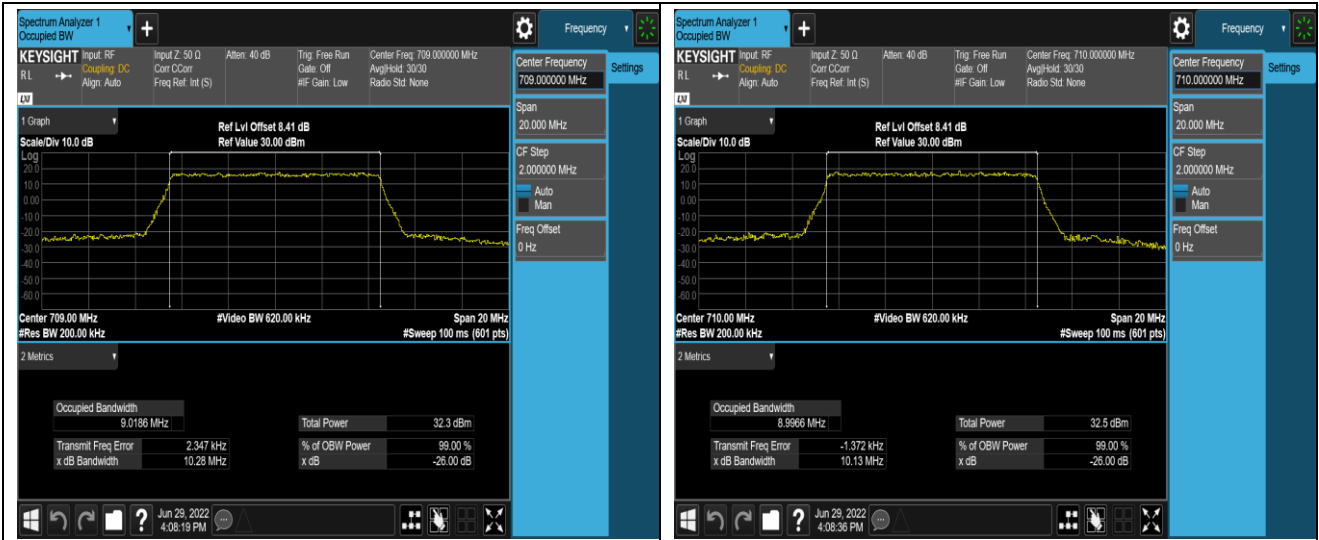 Spectrum Analyzer 1
Occupied BW
Frequency
KEYSIGHT
RL
LXI
Input: RF
Coupling: DC
Align: Auto
Input Z: 50 Ω
Corr CCorr
Freq Ref: Int (S)
Atten: 40 dB
Trig: Free Run
Gate: Off
#IF Gain: Low
Center Freq: 709.000000 MHz
Avg|Hold: 30/30
Radio Std: None
Center Frequency
709.000000 MHz
Settings
Span
20.000 MHz
CF Step
2.000000 MHz
Auto
Man
Freq Offset
0 Hz
1 Graph
Scale/Div 10.0 dB
Ref Lvl Offset 8.41 dB
Ref Value 30.00 dBm
Log
20.0
10.0
0.00
-10.0
-20.0
-30.0
-40.0
-50.0
-60.0
Center 709.00 MHz
#Res BW 200.00 kHz
#Video BW 620.00 kHz
Span 20 MHz
#Sweep 100 ms (601 pts)
2 Metrics
Occupied Bandwidth
9.0186 MHz
Total Power 32.3 dBm
Transmit Freq Error 2.347 kHz
% of OBW Power 99.00 %
x dB Bandwidth 10.28 MHz
x dB -26.00 dB
?
Jun 29, 2022
4:08:19 PM
Spectrum Analyzer 1
Occupied BW
Frequency
KEYSIGHT
RL
LXI
Input: RF
Coupling: DC
Align: Auto
Input Z: 50 Ω
Corr CCorr
Freq Ref: Int (S)
Atten: 40 dB
Trig: Free Run
Gate: Off
#IF Gain: Low
Center Freq: 710.000000 MHz
Avg|Hold: 30/30
Radio Std: None
Center Frequency
710.000000 MHz
Settings
Span
20.000 MHz
CF Step
2.000000 MHz
Auto
Man
Freq Offset
0 Hz
1 Graph
Scale/Div 10.0 dB
Ref Lvl Offset 8.41 dB
Ref Value 30.00 dBm
Log
20.0
10.0
0.00
-10.0
-20.0
-30.0
-40.0
-50.0
-60.0
Center 710.00 MHz
#Res BW 200.00 kHz
#Video BW 620.00 kHz
Span 20 MHz
#Sweep 100 ms (601 pts)
2 Metrics
Occupied Bandwidth
8.9966 MHz
Total Power 32.5 dBm
Transmit Freq Error -1.372 kHz
% of OBW Power 99.00 %
x dB Bandwidth 10.13 MHz
x dB -26.00 dB
?
Jun 29, 2022
4:08:36 PM